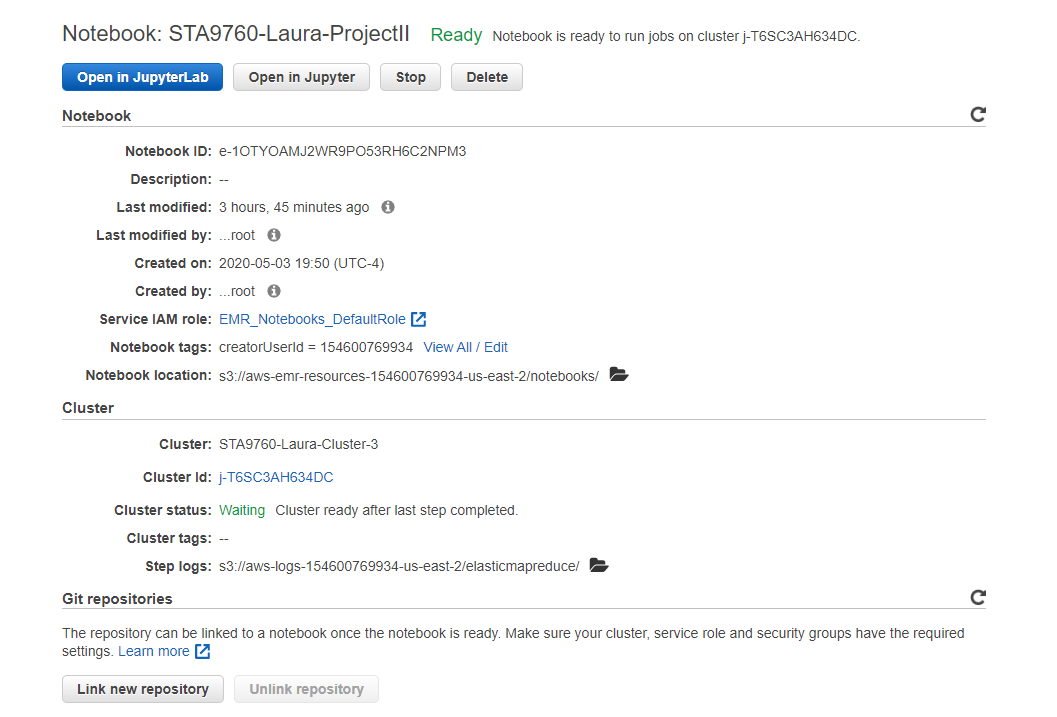 Notebook: STA9760-Laura-ProjectII Ready Notebook is ready to run jobs on cluster j-T6SC3AH634DC.
Open in JupyterLab Open in Jupyter Stop Delete
Notebook
Notebook ID: e-1OTYOAMJ2WR9PO53RH6C2NPM3
Description: --
Last modified: 3 hours, 45 minutes ago
Last modified by: ...root
Created on: 2020-05-03 19:50 (UTC-4)
Created by: ...root
Service IAM role: EMR_Notebooks_DefaultRole
Notebook tags: creatorUserId = 154600769934 View All / Edit
Notebook location: s3://aws-emr-resources-154600769934-us-east-2/notebooks/
Cluster
Cluster: STA9760-Laura-Cluster-3
Cluster Id: j-T6SC3AH634DC
Cluster status: Waiting Cluster ready after last step completed.
Cluster tags: --
Step logs: s3://aws-logs-154600769934-us-east-2/elasticmapreduce/
Git repositories
The repository can be linked to a notebook once the notebook is ready. Make sure your cluster, service role and security groups have the required
settings. Learn more
Link new repository Unlink repository